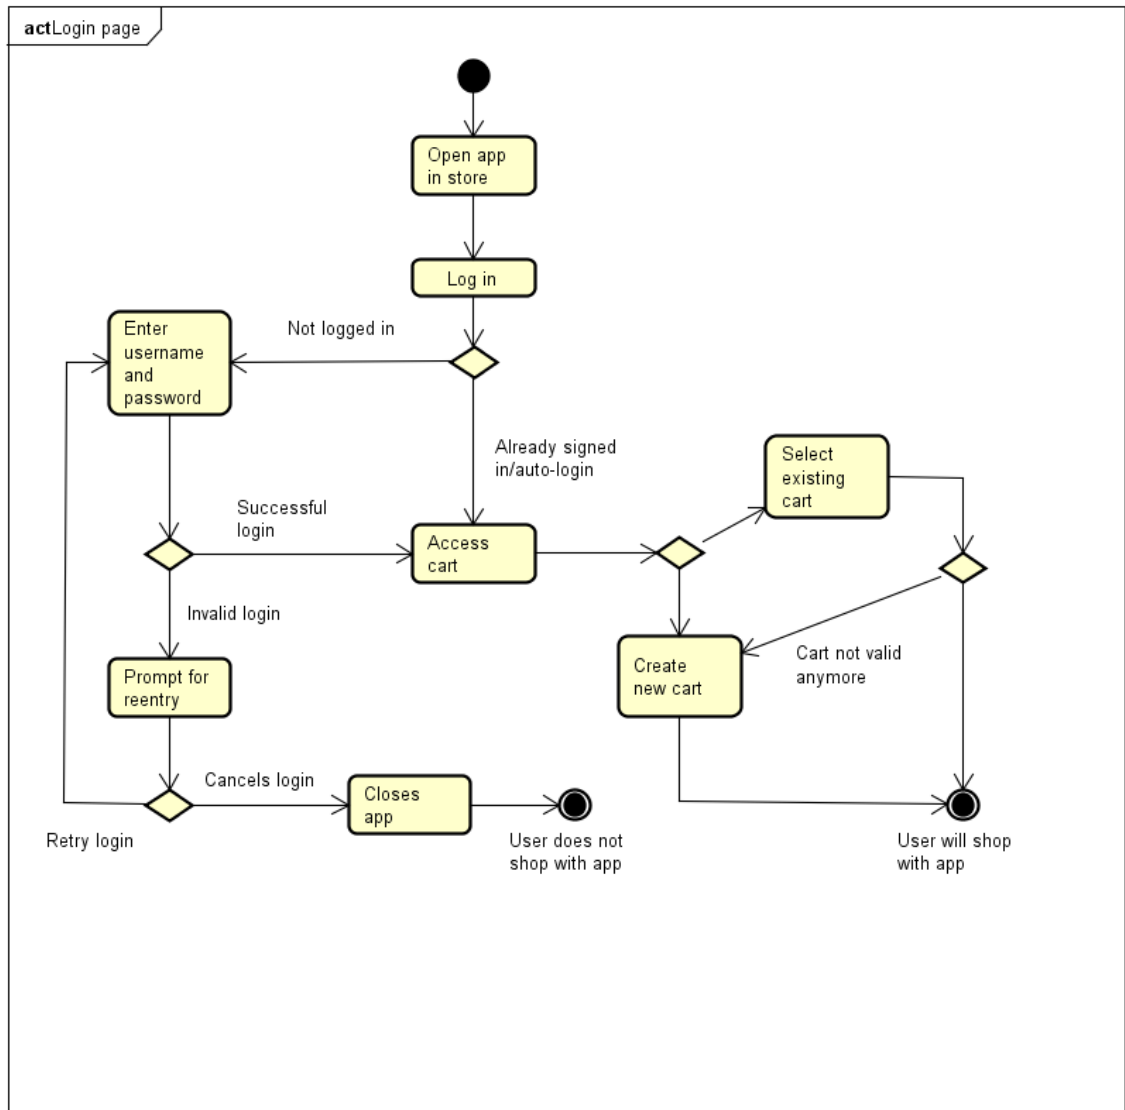 actLogin page
Open app
in store
Log in
Not logged in
Enter
username
and
password
Already signed
in/auto-login
Select
existing
cart
Successful
login
Access
cart
Invalid login
Create
new cart
Cart not valid
anymore
Prompt for
reentry
Cancels login
Closes
app
Retry login
User does not
shop with app
User will shop
with app